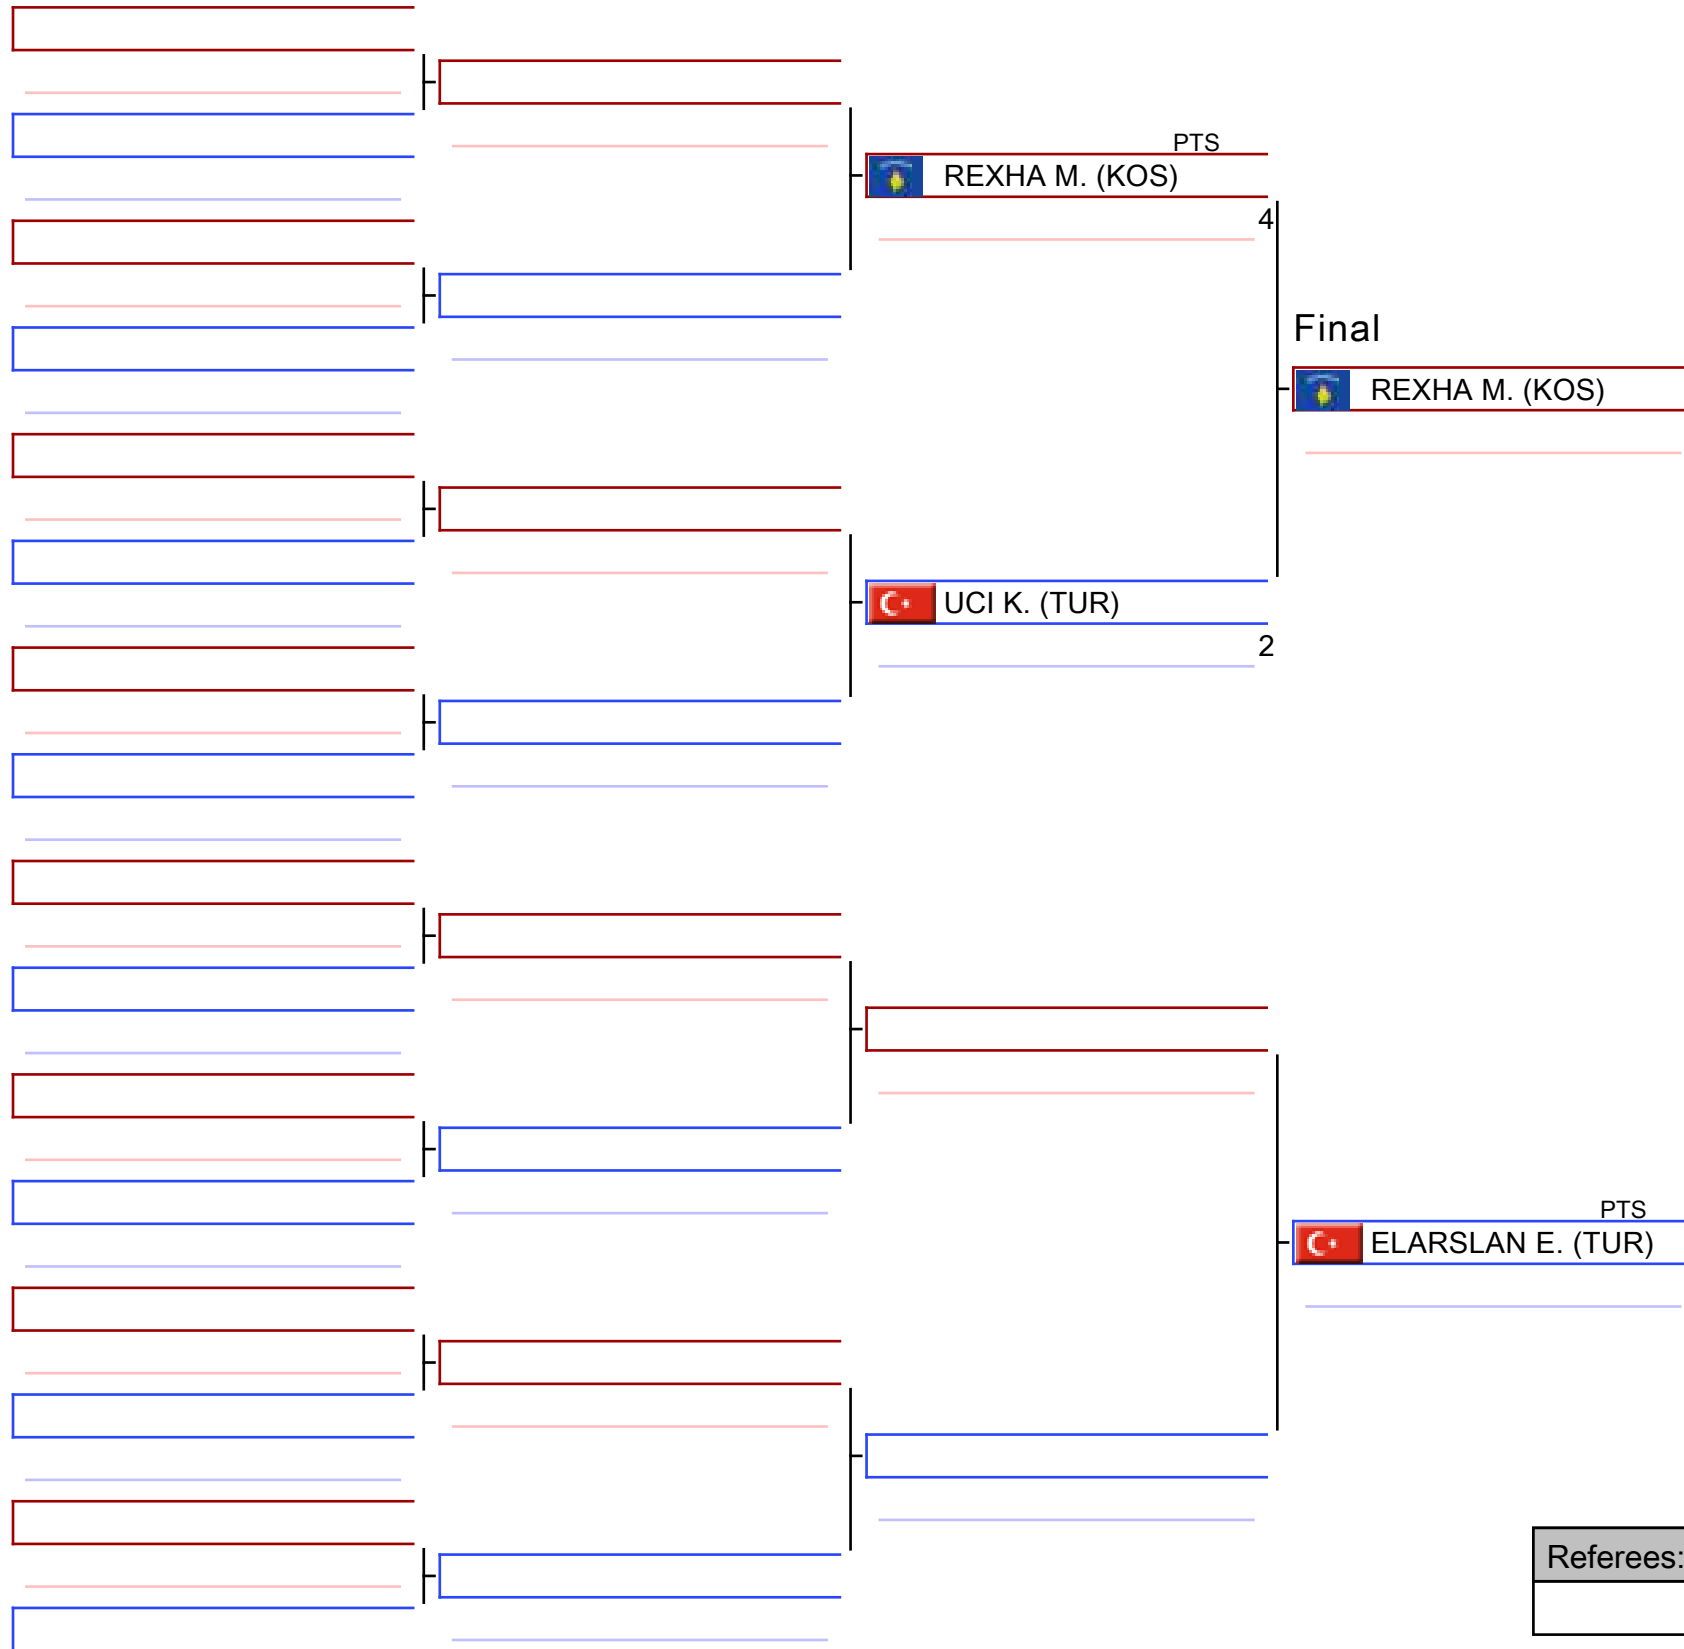 PTS
REXHA M. (KOS)
4
Final
REXHA M. (KOS)
UCI K. (TUR)
2
PTS
ELARSLAN E. (TUR)
Referees: